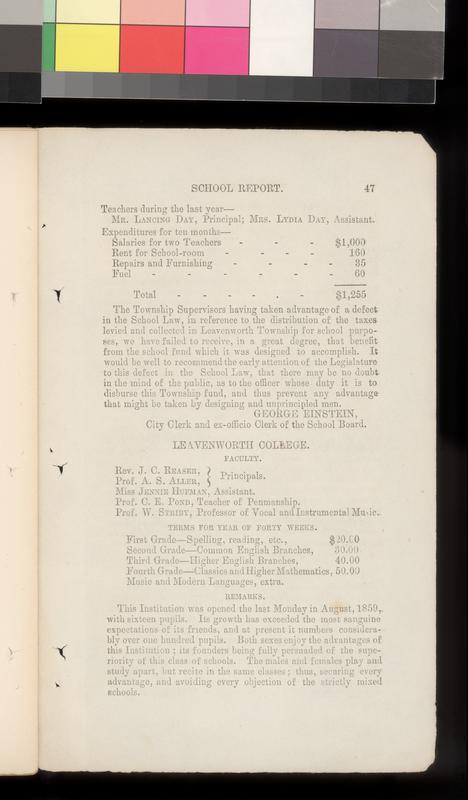 SCHOOL REPORT. 47
Teachers during the last year—
Mr. Lancing Day, Principal; Mrs. Lydia Day, Assistant.
Expenditures for ten months—
Salaries for two Teachers - - - $1,000
Rent for School-room - - - - 160
Repairs and Furnishing - - - - 35
Fuel - - - - - - 60
Total - - - - . - $1,255
The Township Supervisors having taken advantage of a defect
in the School Law, in reference to the distribution of the taxes
levied and collected in Leavenworth Township for school purpo-
ses, we have failed to receive, in a great degree, that benefit
from the school fund which it was designed to accomplish. It
would be well to recommend the early attention of the Legislature
to this defect in the School Law, that there may be no doubt
in the mind of the public, as to the officer whose duty it is to
disburse this Township fund, and thus prevent any advantage
that might be taken by designing and unprincipled men.
GEORGE EINSTEIN,
City Clerk and ex-officio Clerk of the School Board.
LEAVENWORTH COLLEGE.
FACULTY.
Rev. J. C. Reaser, }
Prof. A. S. Aller, } Principals.
Miss Jennie Hufman, Assistant.
Prof. C. E. Pond, Teacher of Penmanship.
Prof. W. Striby, Professor of Vocal and Instrumental Music.
TERMS FOR YEAR OF FORTY WEEKS.
First Grade—Spelling, reading, etc., $20.00
Second Grade—Common English Branches, 30.00
Third Grade—Higher English Branches, 40.00
Fourth Grade—Classics and Higher Mathematics, 50.00
Music and Modern Languages, extra.
REMARKS.
This Institution was opened the last Monday in August, 1859,
with sixteen pupils. Its growth has exceeded the most sanguine
expectations of its friends, and at present it numbers considera-
bly over one hundred pupils. Both sexes enjoy the advantages of
this Institution; its founders being fully persuaded of the supe-
riority of this class of schools. The males and females play and
study apart, but recite in the same classes; thus, securing every
advantage, and avoiding every objection of the strictly mixed
schools.